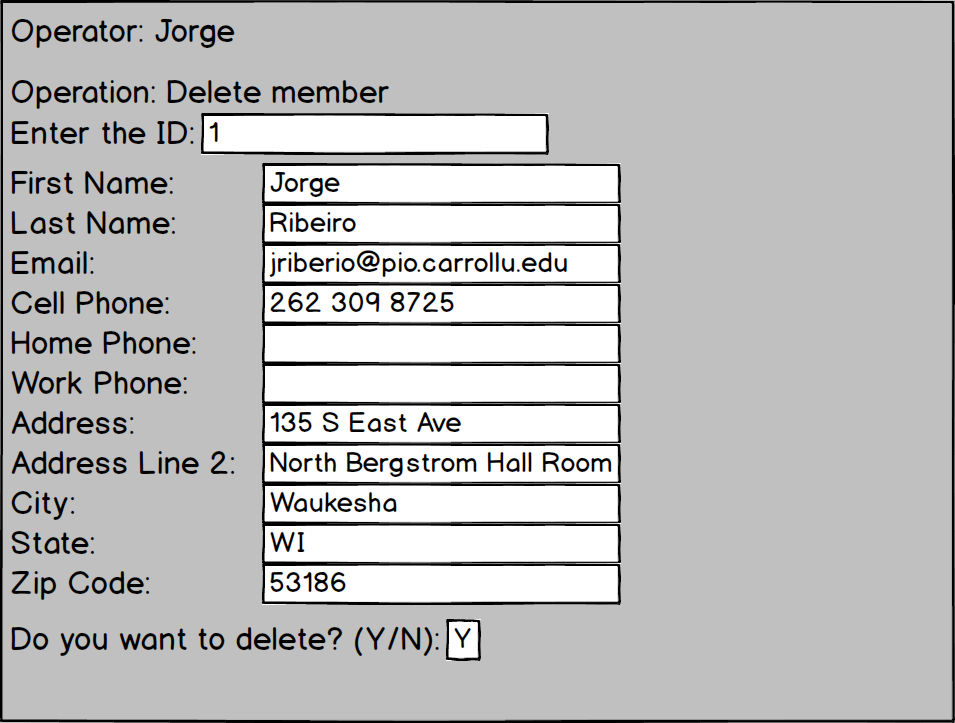 Operator: Jorge
Operation: Delete member
Enter the ID: 1
First Name: Jorge
Last Name: Ribeiro
Email: jriberio@pio.carrollu.edu
Cell Phone: 262 309 8725
Home Phone:
Work Phone:
Address: 135 S East Ave
Address Line 2: North Bergstrom Hall Room
City: Waukesha
State: WI
Zip Code: 53186
Do you want to delete? (Y/N): Y